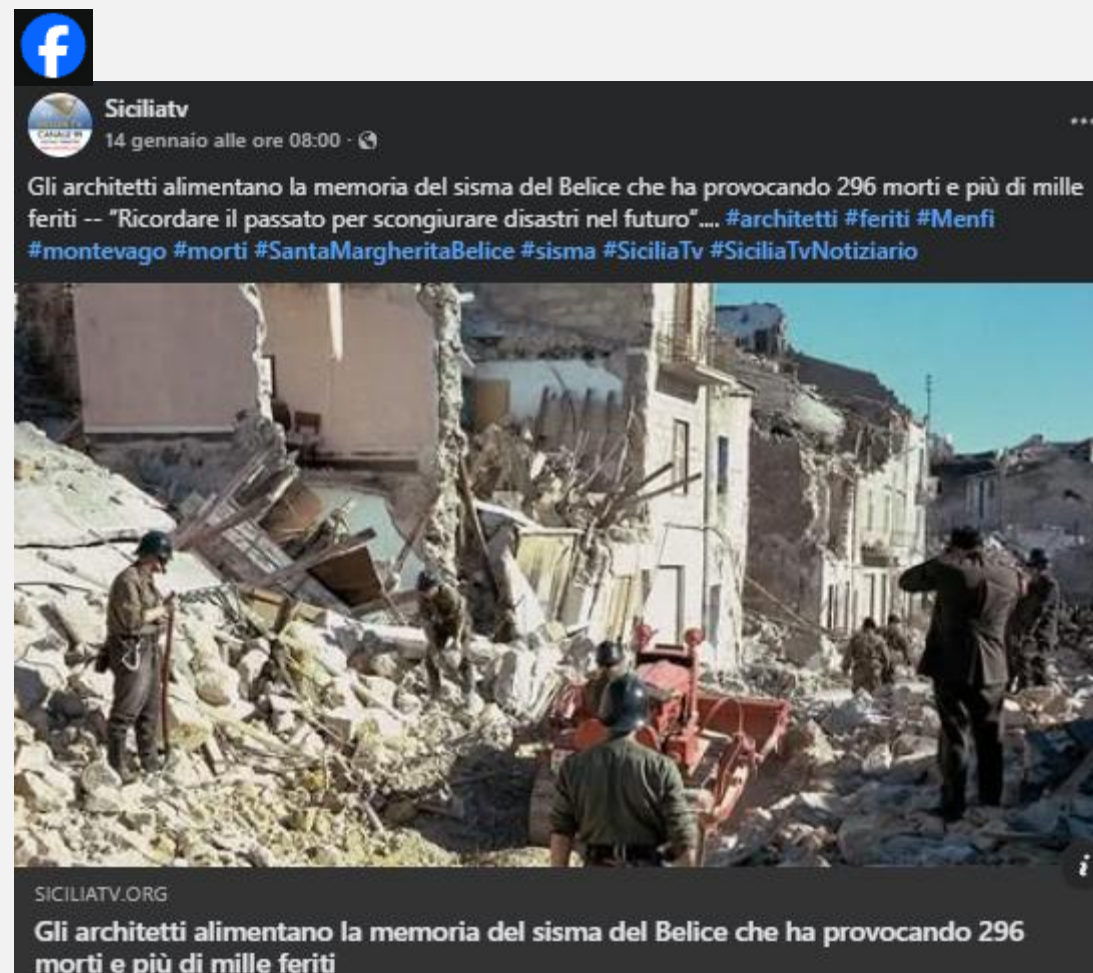 Siciliatv
14 gennaio alle ore 08:00 ·
Gli architetti alimentano la memoria del sisma del Belice che ha provocando 296 morti e più di mille
feriti -- "Ricordare il passato per scongiurare disastri nel futuro".... #architetti #feriti #Menfi
#montevago #morti #SantaMargheritaBelice #sisma #SiciliaTv #SiciliaTvNotiziario
SICILIATV.ORG
Gli architetti alimentano la memoria del sisma del Belice che ha provocando 296
morti e più di mille feriti